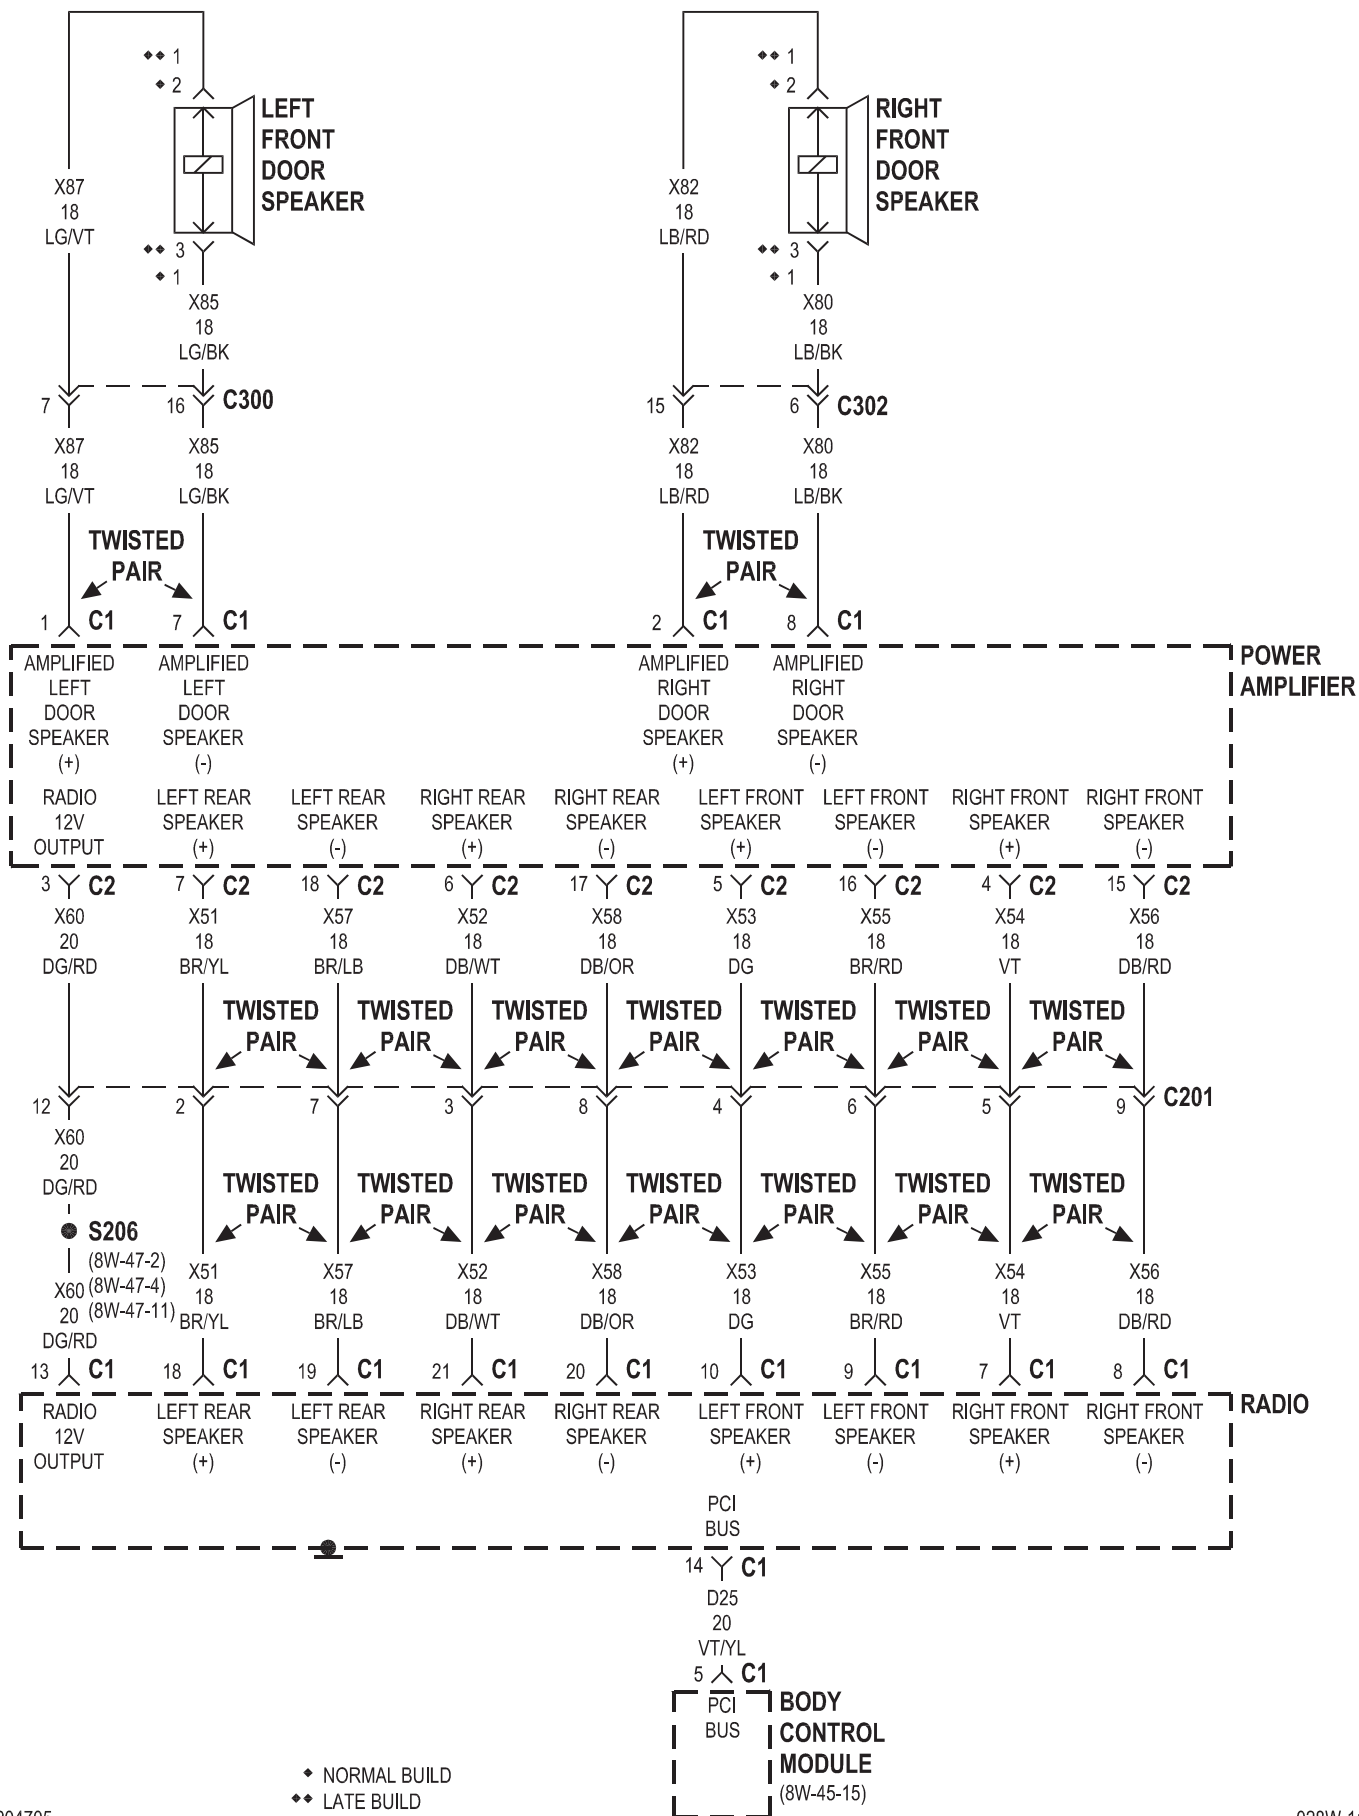 ◆◆ 1
◆ 2
LEFT
FRONT
DOOR
SPEAKER
X87
18
LG/VT
◆◆ 3
◆ 1
X85
18
LG/BK
◆◆ 1
◆ 2
RIGHT
FRONT
DOOR
SPEAKER
X82
18
LB/RD
◆◆ 3
◆ 1
X80
18
LB/BK
7 16 C300
15 6 C302
X87 X85 X82 X80
18 18 18 18
LG/VT LG/BK LB/RD LB/BK
TWISTED TWISTED
PAIR PAIR
1 C1 7 C1 2 C1 8 C1
POWER
AMPLIFIER
AMPLIFIED AMPLIFIED AMPLIFIED AMPLIFIED
LEFT LEFT RIGHT RIGHT
DOOR DOOR DOOR DOOR
SPEAKER SPEAKER SPEAKER SPEAKER
(+) (-) (+) (-)
RADIO LEFT REAR LEFT REAR RIGHT REAR RIGHT REAR LEFT FRONT LEFT FRONT RIGHT FRONT RIGHT FRONT
12V SPEAKER SPEAKER SPEAKER SPEAKER SPEAKER SPEAKER SPEAKER SPEAKER
OUTPUT (+) (-) (+) (-) (+) (-) (+) (-)
3 C2 7 C2 18 C2 6 C2 17 C2 5 C2 16 C2 4 C2 15 C2
X60 X51 X57 X52 X58 X53 X55 X54 X56
20 18 18 18 18 18 18 18 18
DG/RD BR/YL BR/LB DB/WT DB/OR DG BR/RD VT DB/RD
TWISTED TWISTED TWISTED TWISTED TWISTED TWISTED TWISTED
PAIR PAIR PAIR PAIR PAIR PAIR PAIR
12 2 7 3 8 4 6 5 9 C201
X60
20
DG/RD
TWISTED TWISTED TWISTED TWISTED TWISTED TWISTED TWISTED
PAIR PAIR PAIR PAIR PAIR PAIR PAIR
S206
(8W-47-2)
(8W-47-4)
(8W-47-11)
X60 X51 X57 X52 X58 X53 X55 X54 X56
20 18 18 18 18 18 18 18 18
DG/RD BR/YL BR/LB DB/WT DB/OR DG BR/RD VT DB/RD
13 C1 18 C1 19 C1 21 C1 20 C1 10 C1 9 C1 7 C1 8 C1
RADIO
RADIO LEFT REAR LEFT REAR RIGHT REAR RIGHT REAR LEFT FRONT LEFT FRONT RIGHT FRONT RIGHT FRONT
12V SPEAKER SPEAKER SPEAKER SPEAKER SPEAKER SPEAKER SPEAKER SPEAKER
OUTPUT (+) (-) (+) (-) (+) (-) (+) (-)
PCI
BUS
14 C1
D25
20
VT/YL
5 C1
PCI
BUS
BODY
CONTROL
MODULE
(8W-45-15)
◆ NORMAL BUILD
◆◆ LATE BUILD